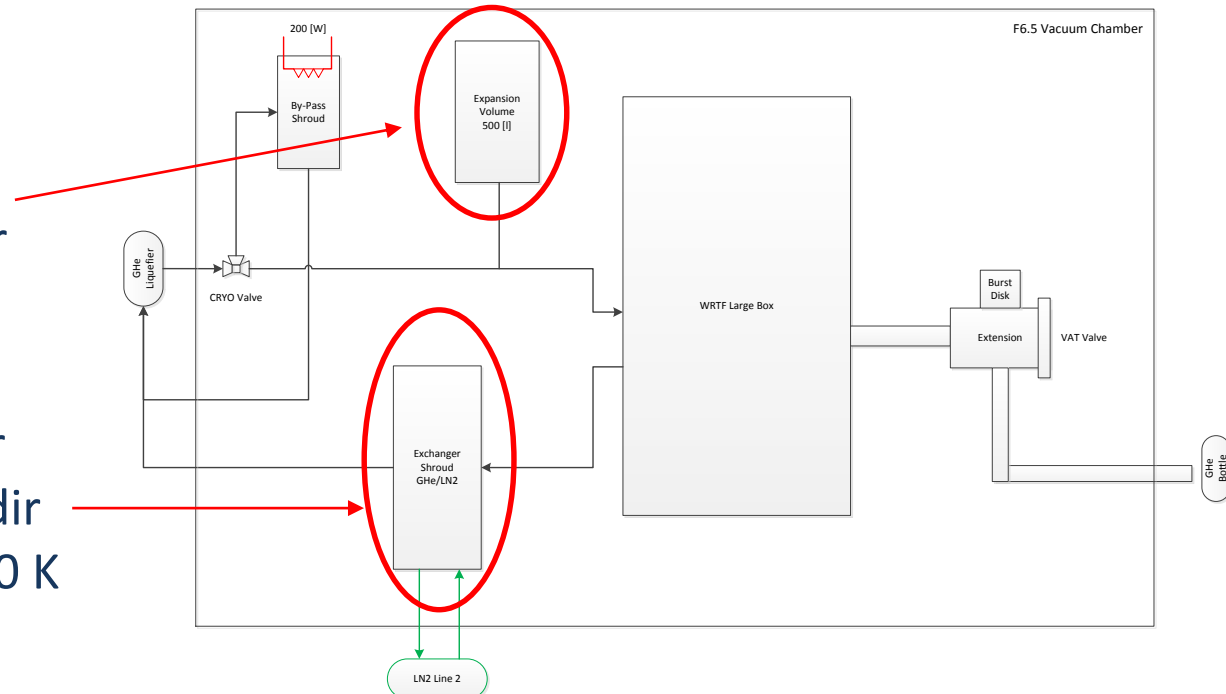 200 [W]
F6.5 Vacuum Chamber
By-Pass
Shroud
Expansion
Volume
500 [l]
r
GHe
Liquefier
CRYO Valve
WRTF Large Box
Burst
Disk
Extension
VAT Valve
r
dir
0 K
Exchanger
Shroud
GHe/LN2
GHe
Bottle
LN2 Line 2